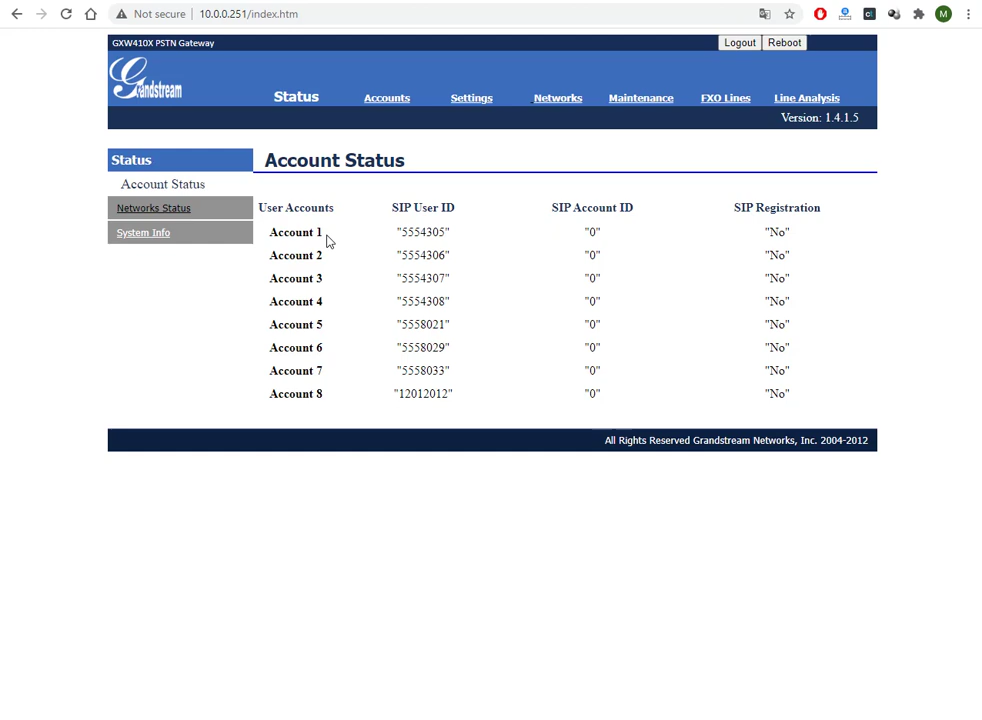 Not secure | 10.0.0.251/index.htm
M
GXW410X PSTN Gateway
Logout Reboot
Grandstream
Status Accounts Settings Networks Maintenance FXO Lines Line Analysis
Version: 1.4.1.5
Status
Account Status
Networks Status
System Info
Account Status
User Accounts SIP User ID SIP Account ID SIP Registration
Account 1 "5554305" "0" "No"
Account 2 "5554306" "0" "No"
Account 3 "5554307" "0" "No"
Account 4 "5554308" "0" "No"
Account 5 "5558021" "0" "No"
Account 6 "5558029" "0" "No"
Account 7 "5558033" "0" "No"
Account 8 "12012012" "0" "No"
All Rights Reserved Grandstream Networks, Inc. 2004-2012